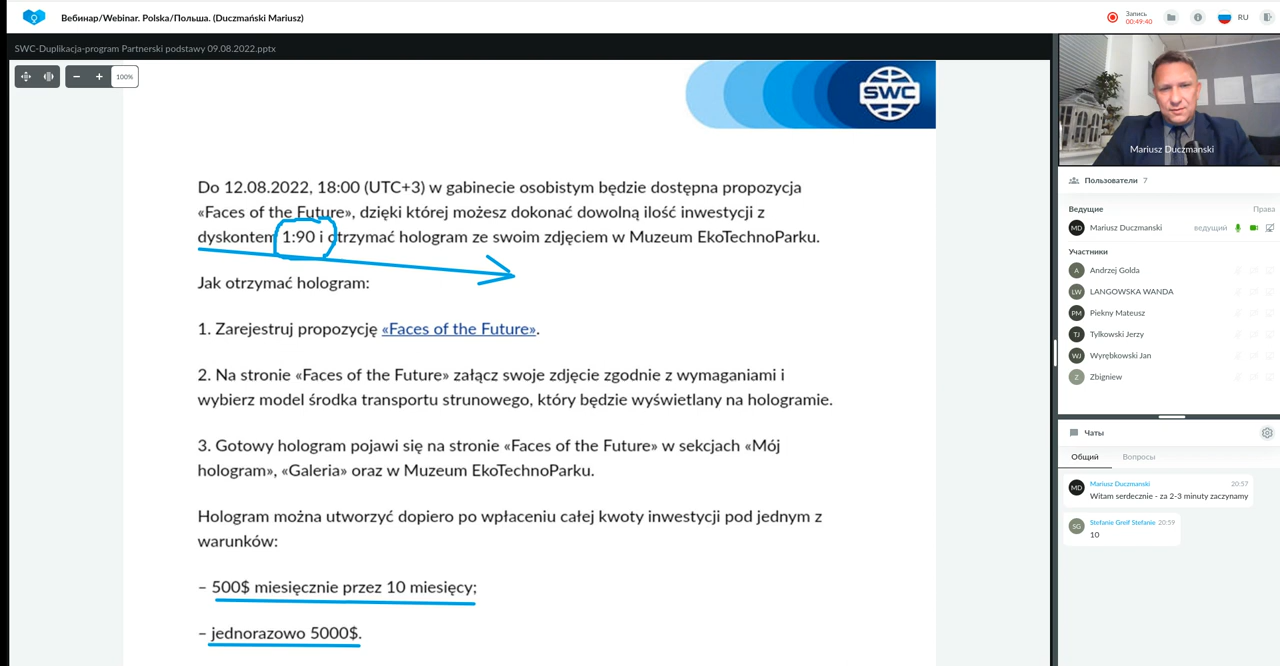 Вебинар/Webinar. Polska/Польша. (Duczmański Mariusz)
Запись
00:49:40
RU
SWC-Duplikacja-program Partnerski podstawy 09.08.2022.pptx
100%
SWC
Do 12.08.2022, 18:00 (UTC+3) w gabinecie osobistym będzie dostępna propozycja
«Faces of the Future», dzięki której możesz dokonać dowolną ilość inwestycji z
dyskontem 1:90 i otrzymać hologram ze swoim zdjęciem w Muzeum EkoTechnoParku.
Jak otrzymać hologram:
1. Zarejestruj propozycję «Faces of the Future».
2. Na stronie «Faces of the Future» załącz swoje zdjęcie zgodnie z wymaganiami i
wybierz model środka transportu strunowego, który będzie wyświetlany na hologramie.
3. Gotowy hologram pojawi się na stronie «Faces of the Future» w sekcjach «Mój
hologram», «Galeria» oraz w Muzeum EkoTechnoParku.
Hologram można utworzyć dopiero po wpłaceniu całej kwoty inwestycji pod jednym z
warunków:
– 500$ miesięcznie przez 10 miesięcy;
– jednorazowo 5000$.
Mariusz Duczmanski
Пользователи 7
Ведущие Права
MD Mariusz Duczmanski ведущий
Участники
A Andrzej Golda
LW LANGOWSKA WANDA
PM Piekny Mateusz
TJ Tylkowski Jerzy
WJ Wyrębkowski Jan
Z Zbigniew
Чаты
Общий Вопросы
MD Mariusz Duczmanski 20:57
Witam serdecznie - za 2-3 minuty zaczynamy
SG Stefanie Greif Stefanie 20:59
10